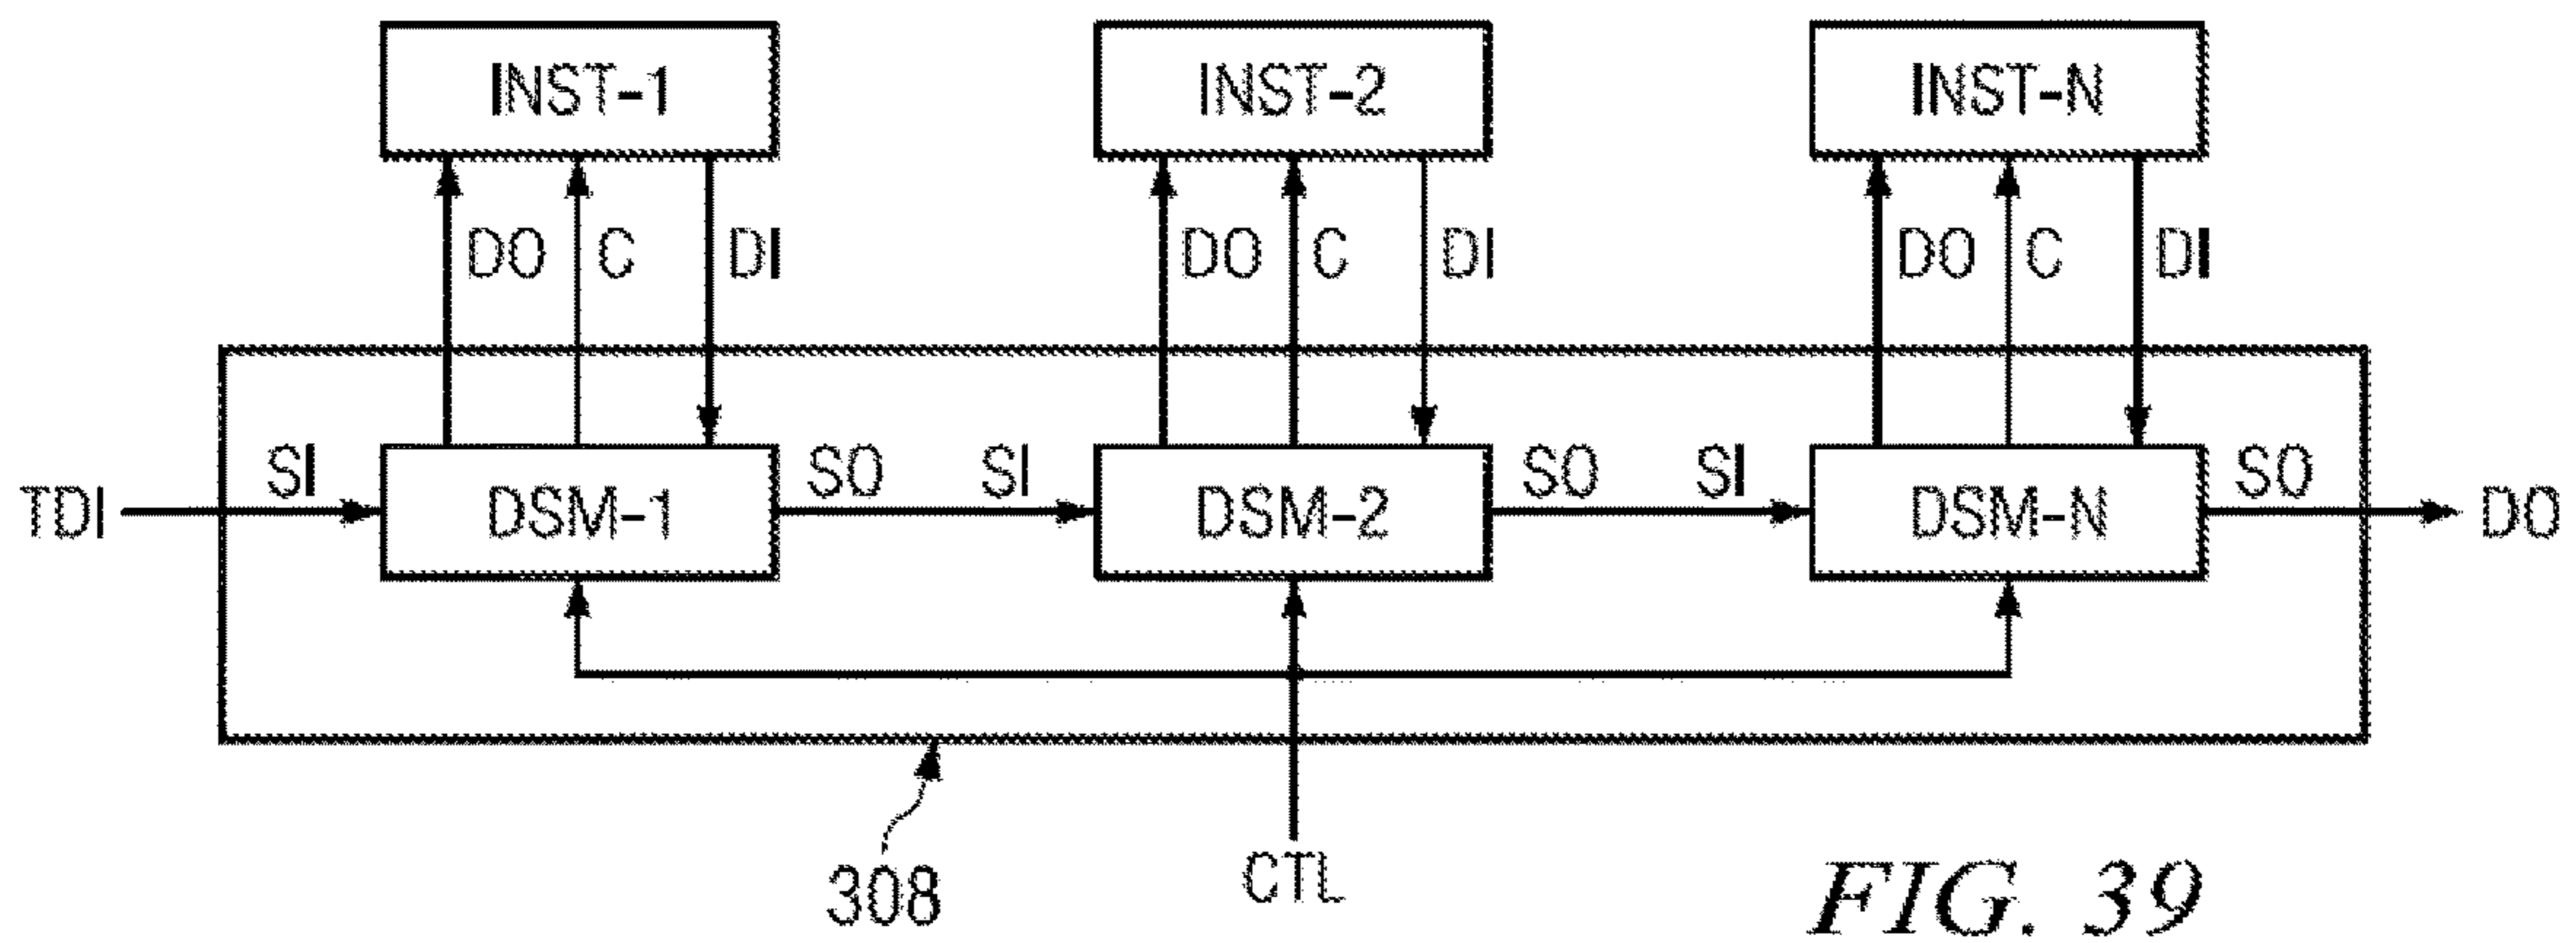 INST-1 INST-2 INST-N
DO C DI DO C DI DO C DI
TDI SI DSM-1 SO SI DSM-2 SO SI DSM-N SO DO
308 CTL FIG. 39